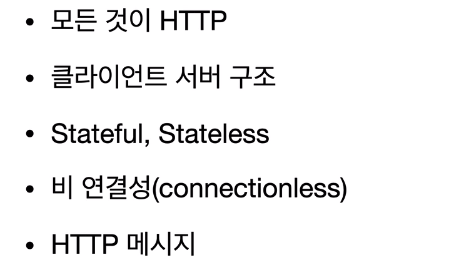 • 모든 것이 HTTP
• 클라이언트 서버 구조
• Stateful, Stateless
• 비 연결성(connectionless)
• HTTP 메시지